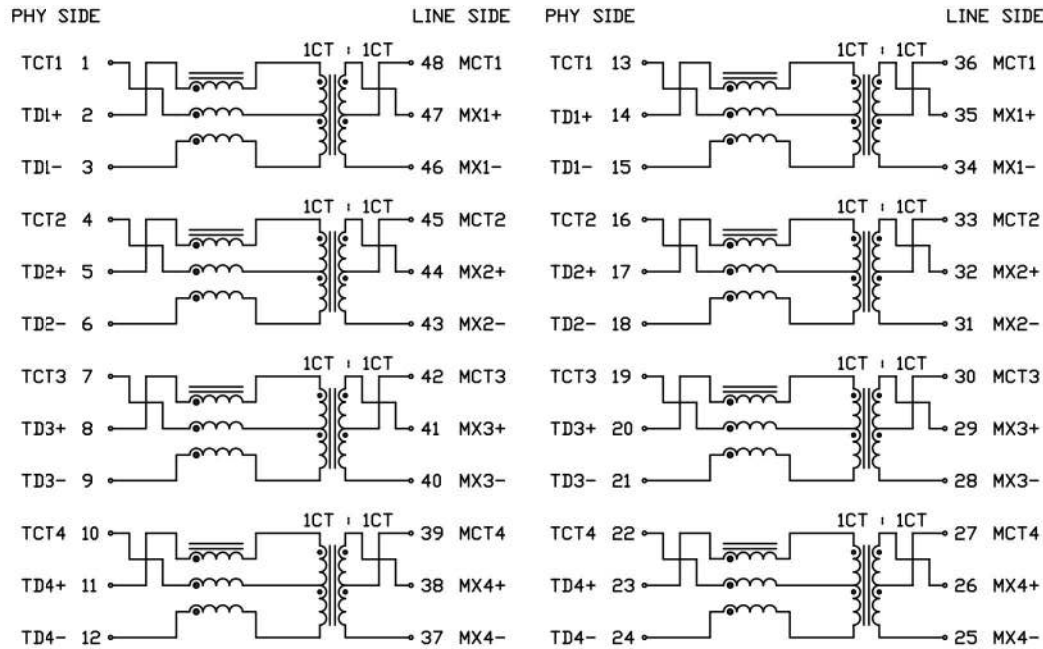 PHY SIDE LINE SIDE PHY SIDE LINE SIDE
1CT : 1CT 1CT : 1CT
TCT1 1 48 MCT1 TCT1 13 36 MCT1
TD1+ 2 47 MX1+ TD1+ 14 35 MX1+
TD1- 3 46 MX1- TD1- 15 34 MX1-
1CT : 1CT 1CT : 1CT
TCT2 4 45 MCT2 TCT2 16 33 MCT2
TD2+ 5 44 MX2+ TD2+ 17 32 MX2+
TD2- 6 43 MX2- TD2- 18 31 MX2-
1CT : 1CT 1CT : 1CT
TCT3 7 42 MCT3 TCT3 19 30 MCT3
TD3+ 8 41 MX3+ TD3+ 20 29 MX3+
TD3- 9 40 MX3- TD3- 21 28 MX3-
1CT : 1CT 1CT : 1CT
TCT4 10 39 MCT4 TCT4 22 27 MCT4
TD4+ 11 38 MX4+ TD4+ 23 26 MX4+
TD4- 12 37 MX4- TD4- 24 25 MX4-